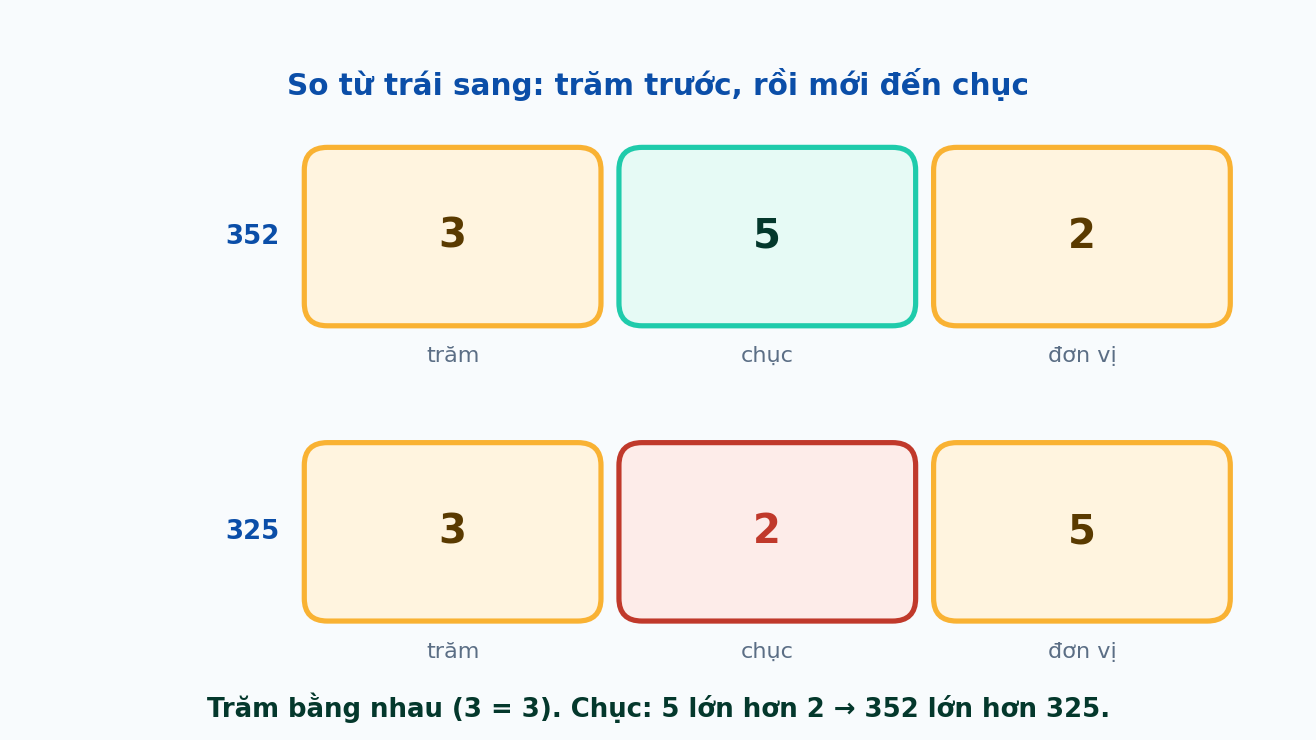 So từ trái sang: trăm trước, rồi mới đến chục
352 3 5 2
trăm chục đơn vị
325 3 2 5
trăm chục đơn vị
Trăm bằng nhau (3 = 3). Chục: 5 lớn hơn 2 → 352 lớn hơn 325.